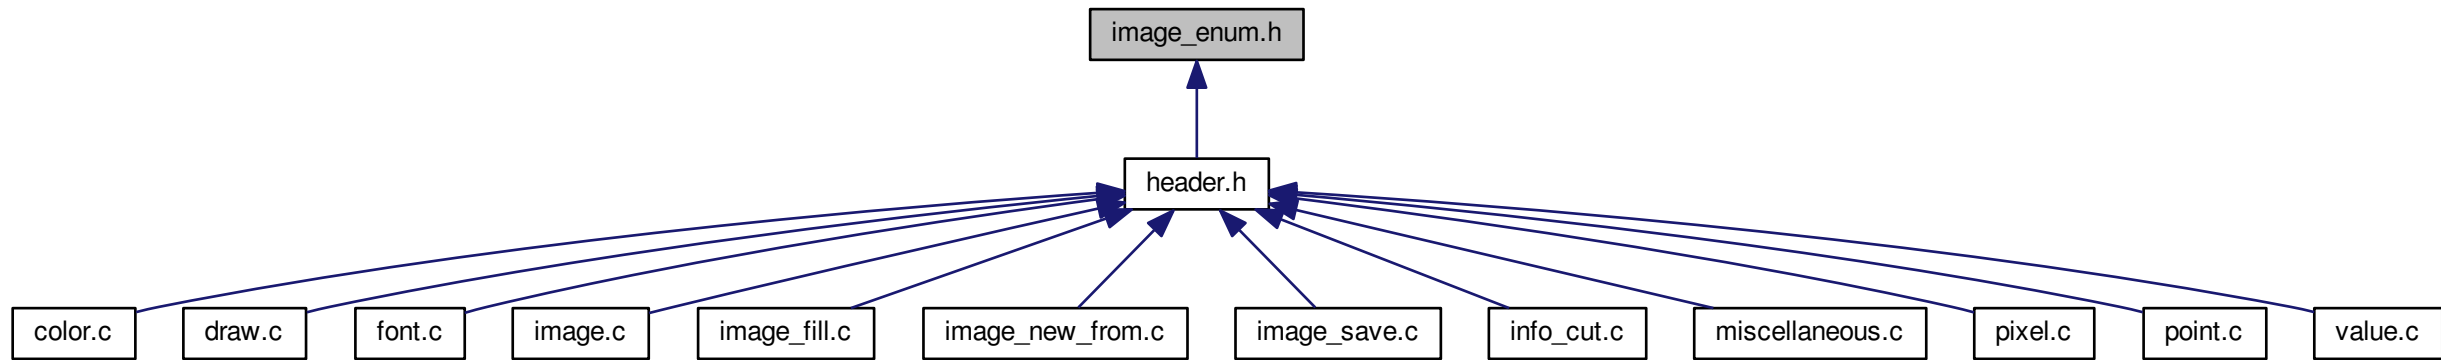 image_enum.h
header.h
color.c
draw.c
font.c
image.c
image_fill.c
image_new_from.c
image_save.c
info_cut.c
miscellaneous.c
pixel.c
point.c
value.c